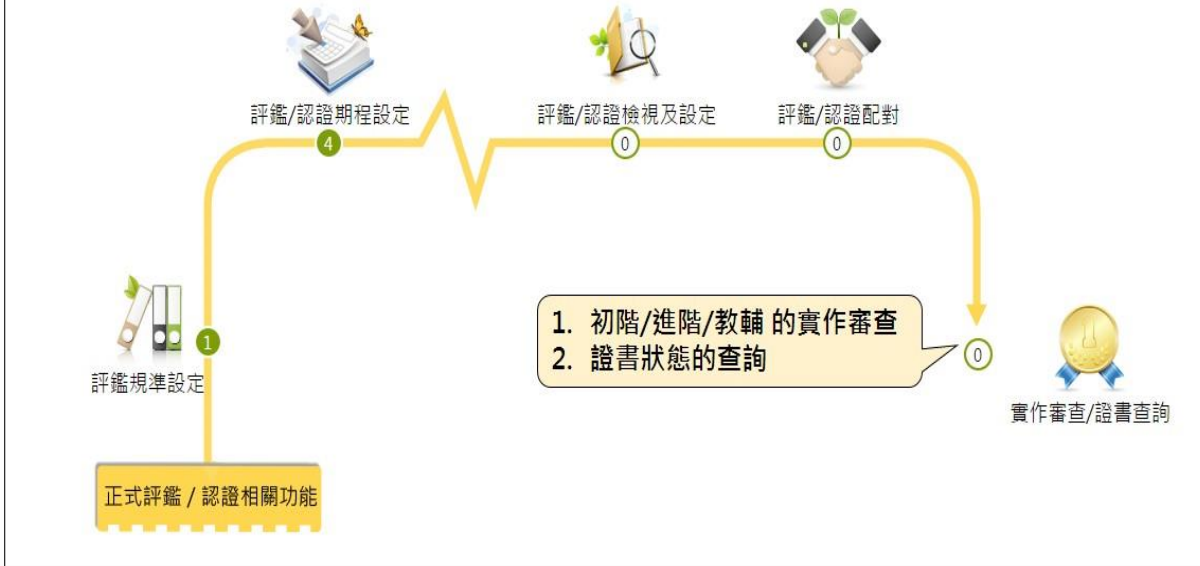 評鑑/認證期程設定
4
評鑑/認證檢視及設定
0
評鑑/認證配對
0
1
評鑑規準設定
1. 初階/進階/教輔 的實作審查
2. 證書狀態的查詢
0
1
實作審查/證書查詢
正式評鑑 / 認證相關功能